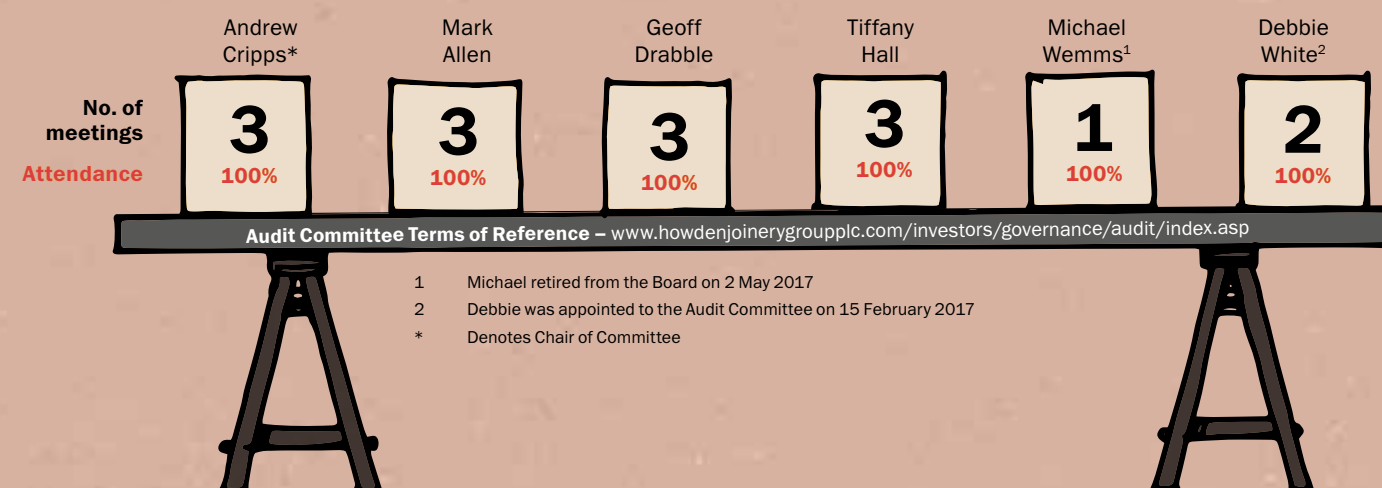 Andrew
Cripps*
Mark
Allen
Geoff
Drabble
Tiffany
Hall
Michael
Wemms¹
Debbie
White²
No. of
meetings
3
3
3
3
1
2
Attendance
100%
100%
100%
100%
100%
100%
Audit Committee Terms of Reference – www.howdenjoinerygroupplc.com/investors/governance/audit/index.asp
1 Michael retired from the Board on 2 May 2017
2 Debbie was appointed to the Audit Committee on 15 February 2017
* Denotes Chair of Committee